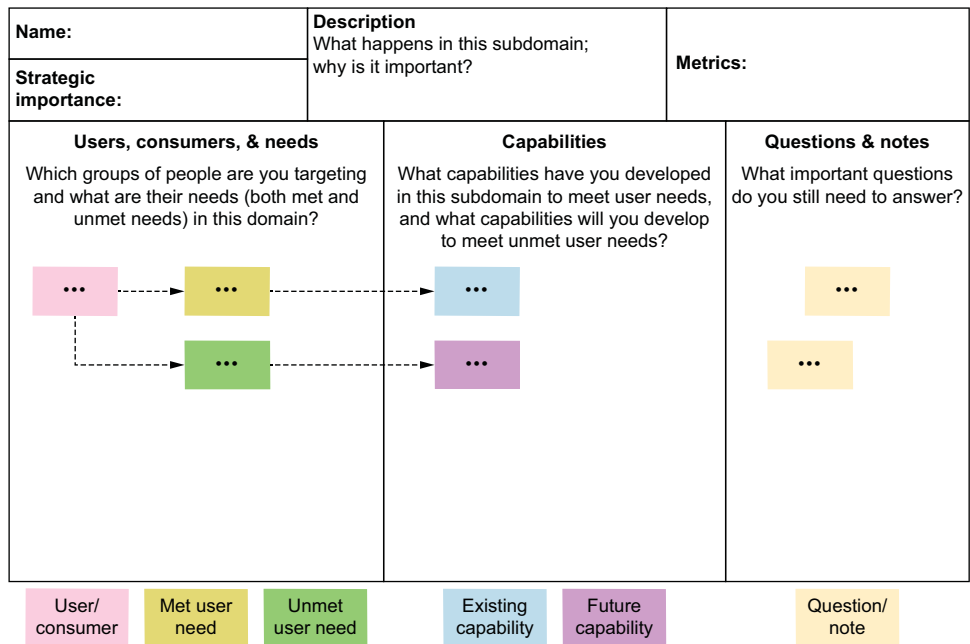 Name:
Strategic
importance:
Description
What happens in this subdomain;
why is it important?
Metrics:
Users, consumers, & needs
Which groups of people are you targeting
and what are their needs (both met and
unmet needs) in this domain?
Capabilities
What capabilities have you developed
in this subdomain to meet user needs,
and what capabilities will you develop
to meet unmet user needs?
Questions & notes
What important questions
do you still need to answer?
•••
•••
•••
•••
•••
•••
•••
User/
consumer
Met user
need
Unmet
user need
Existing
capability
Future
capability
Question/
note